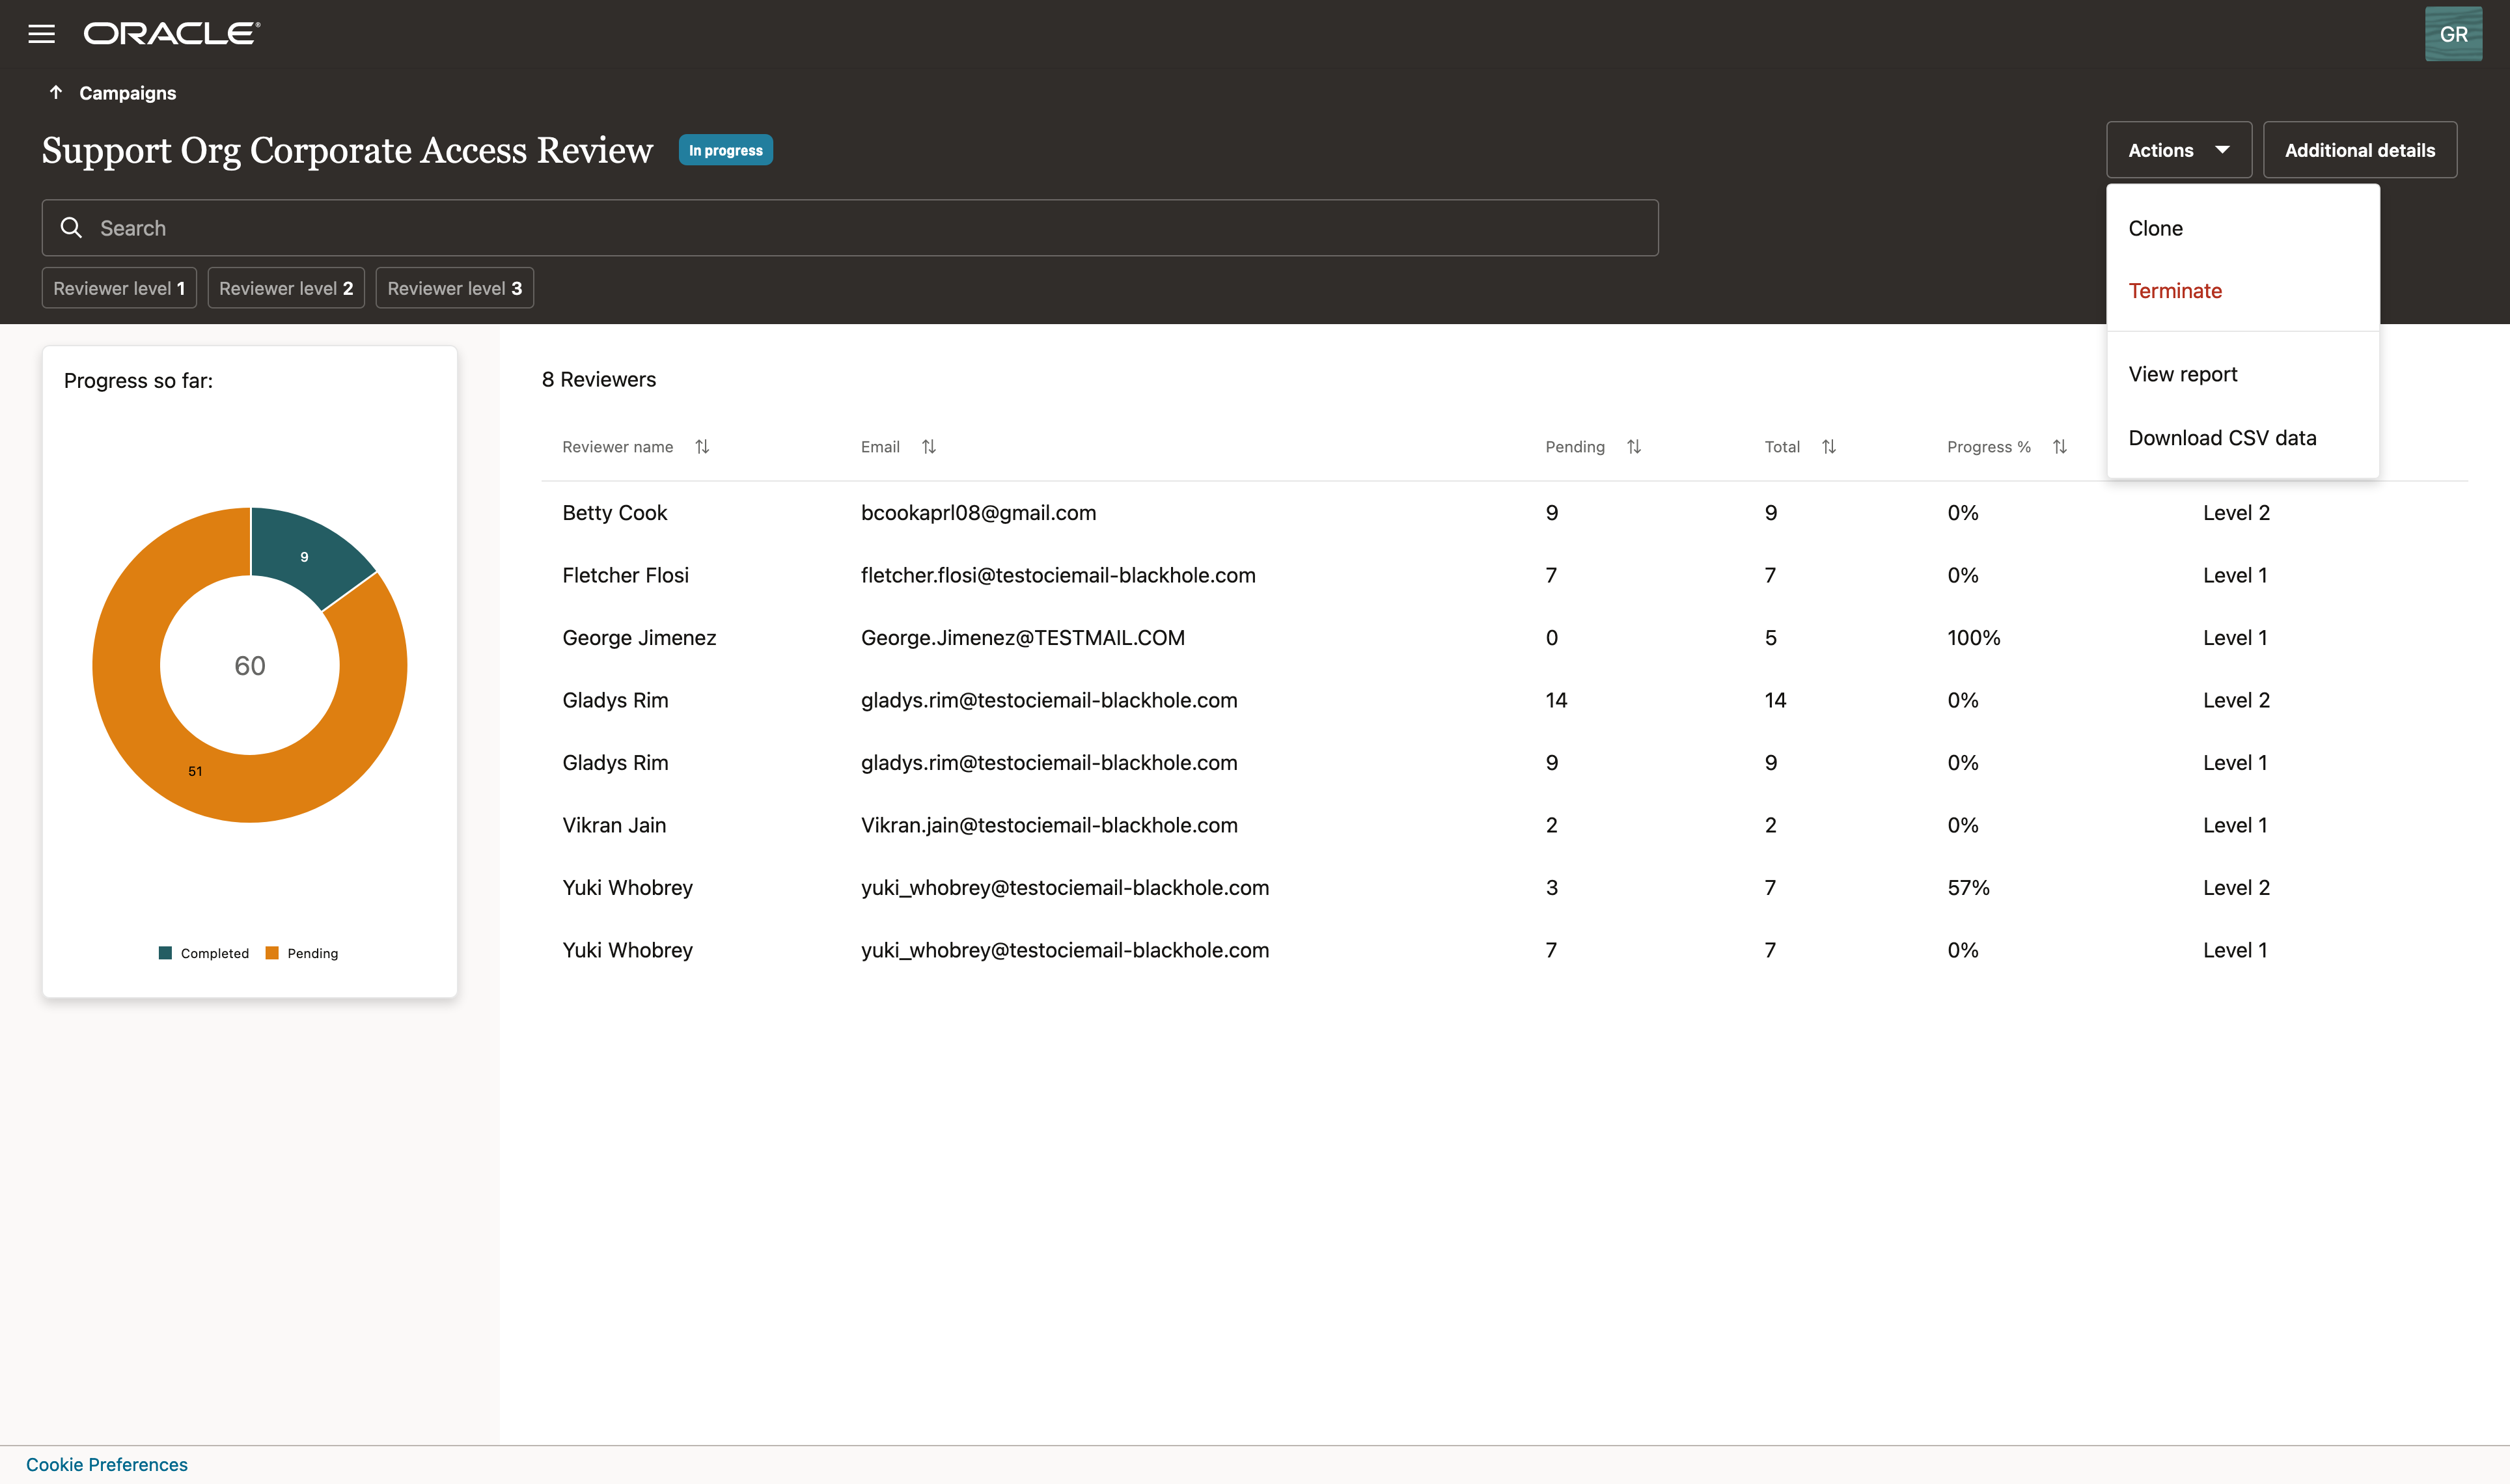 ORACLE
GR
Campaigns
Support Org Corporate Access Review In progress
Actions Additional details
Search
Reviewer level 1 Reviewer level 2 Reviewer level 3
Clone
Terminate
View report
Download CSV data
Progress so far:
9
60
51
Completed Pending
8 Reviewers
Reviewer name Email Pending Total Progress %
Betty Cook bcookaprl08@gmail.com 9 9 0% Level 2
Fletcher Flosi fletcher.flosi@testociemail-blackhole.com 7 7 0% Level 1
George Jimenez George.Jimenez@TESTMAIL.COM 0 5 100% Level 1
Gladys Rim gladys.rim@testociemail-blackhole.com 14 14 0% Level 2
Gladys Rim gladys.rim@testociemail-blackhole.com 9 9 0% Level 1
Vikran Jain Vikran.jain@testociemail-blackhole.com 2 2 0% Level 1
Yuki Whobrey yuki_whobrey@testociemail-blackhole.com 3 7 57% Level 2
Yuki Whobrey yuki_whobrey@testociemail-blackhole.com 7 7 0% Level 1
Cookie Preferences